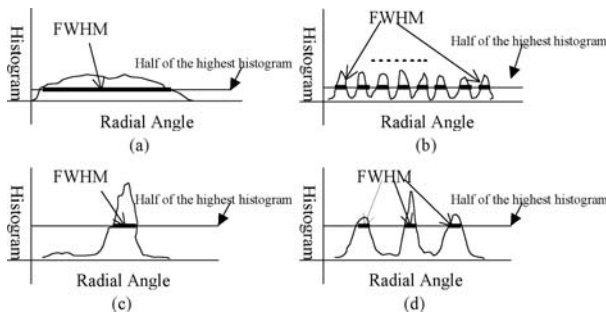 Histogram
FWHM
Half of the highest histogram
Radial Angle
(a)
Histogram
FWHM
Half of the highest histogram
Radial Angle
(b)
Histogram
FWHM
Half of the highest histogram
Radial Angle
(c)
Histogram
FWHM
Half of the highest histogram
Radial Angle
(d)